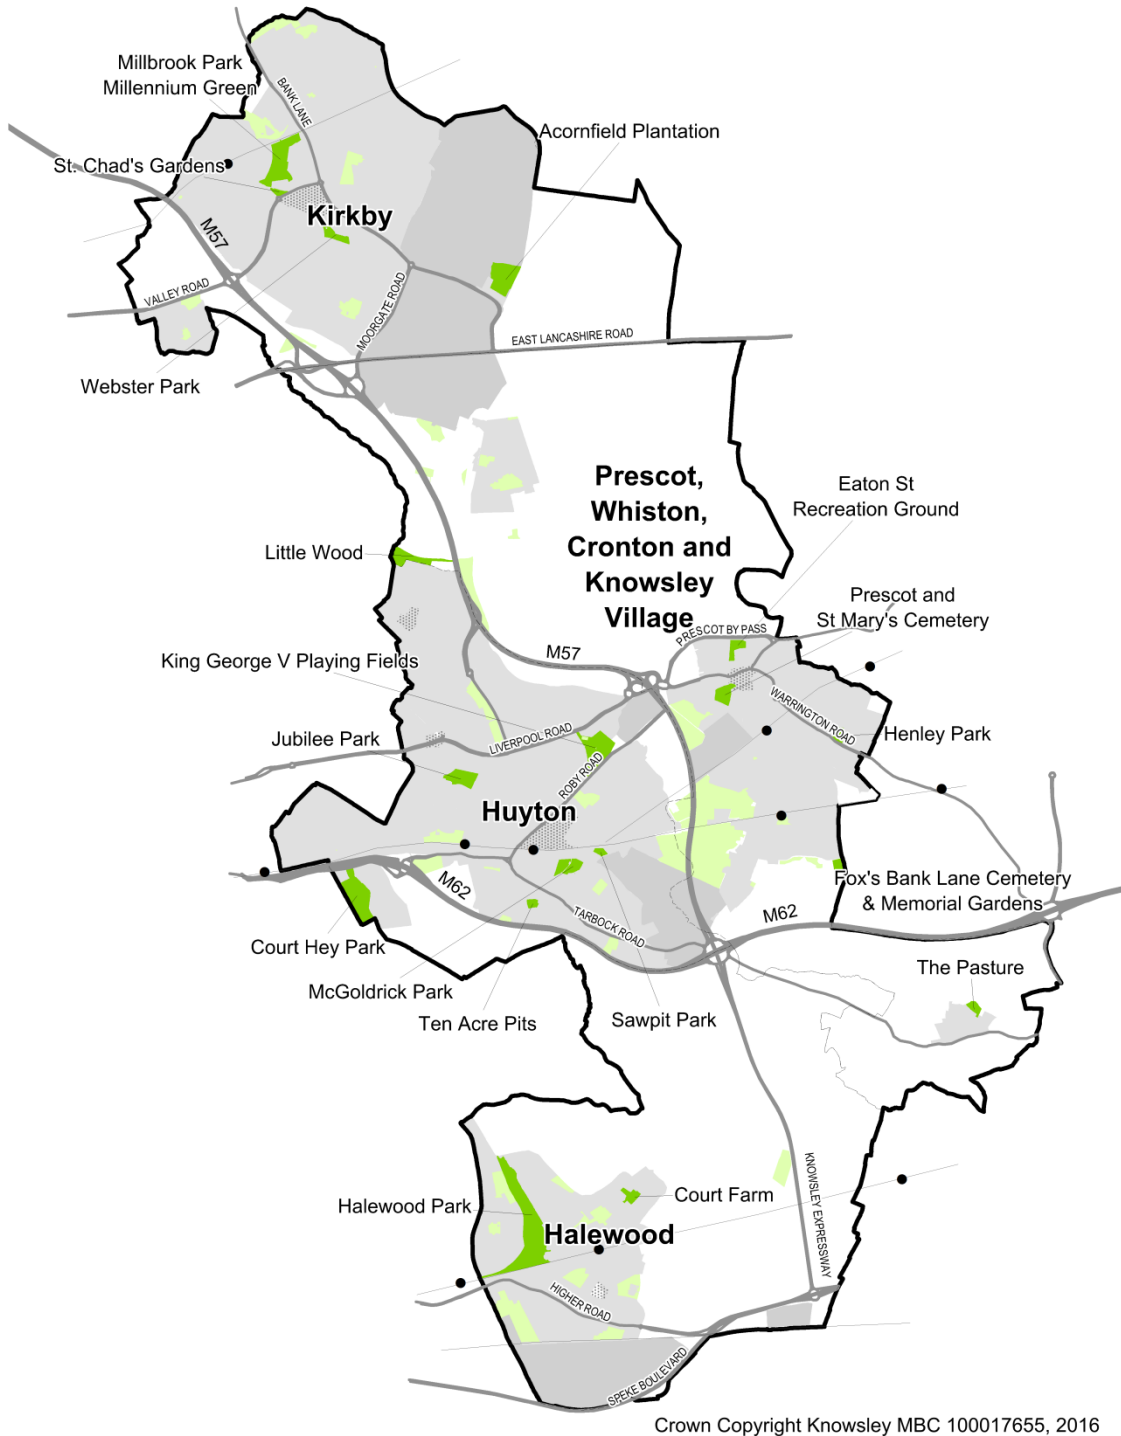 Millbrook Park
Millennium Green
BANK LANE
Acornfield Plantation
St. Chad's Gardens
Kirkby
M57
VALLEY ROAD
MOORGATE ROAD
EAST LANCASHIRE ROAD
Webster Park
Prescot,
Whiston,
Cronton and
Knowsley
Village
Eaton St
Recreation Ground
Little Wood
Prescot and
St Mary's Cemetery
PRESCOT BY PASS
M57
King George V Playing Fields
WARRINGTON ROAD
LIVERPOOL ROAD
Henley Park
Jubilee Park
ROBY ROAD
Huyton
Fox's Bank Lane Cemetery
& Memorial Gardens
M62
M62
TARBOCK ROAD
Court Hey Park
The Pasture
McGoldrick Park
Ten Acre Pits
Sawpit Park
KNOWSLEY EXPRESSWAY
Court Farm
Halewood Park
Halewood
HIGHER ROAD
SPEKE BOULEVARD
Crown Copyright Knowsley MBC 100017655, 2016